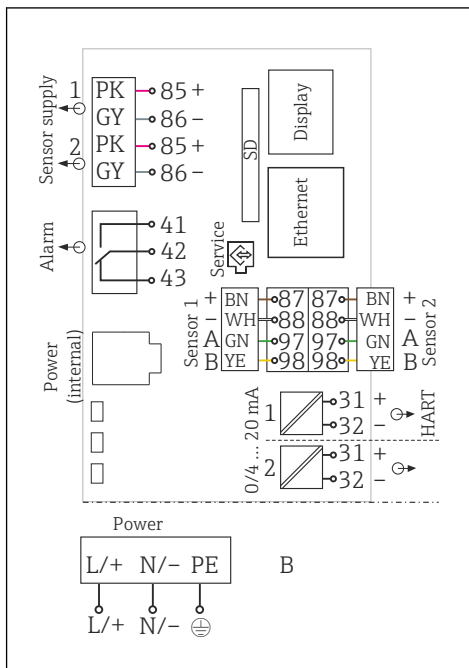 Sensor supply
1
PK
85
+
GY
86
-
2
PK
85
+
GY
86
-
Display
SD
Ethernet
Alarm
41
42
43
Service
Sensor 1
+
BN
87
87
BN
+
-
WH
88
88
WH
-
A
GN
97
97
GN
A
B
YE
98
98
YE
B
Sensor 2
Power
(internal)
0/4 ... 20 mA
1
31
+
32
-
HART
2
31
+
32
-
Power
L/+ N/- PE
B
L/+ N/-